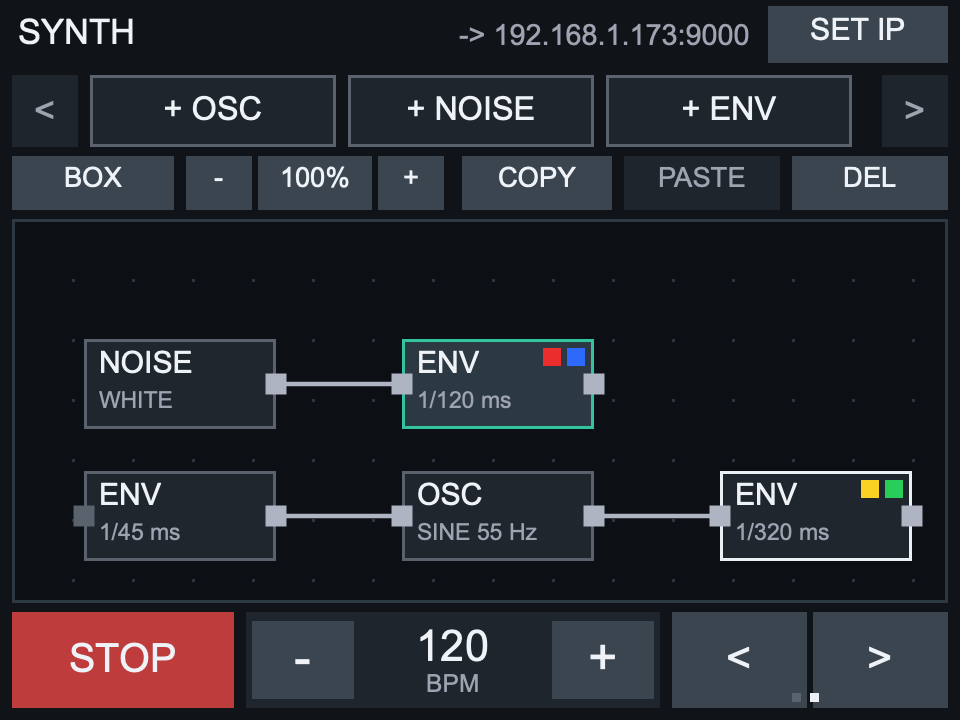 SYNTH
-> 192.168.1.173:9000
SET IP
<
+ OSC
+ NOISE
+ ENV
>
BOX
-
100%
+
COPY
PASTE
DEL
NOISE
WHITE
ENV
1/120 ms
ENV
1/45 ms
OSC
SINE 55 Hz
ENV
1/320 ms
STOP
-
120
BPM
+
<
>